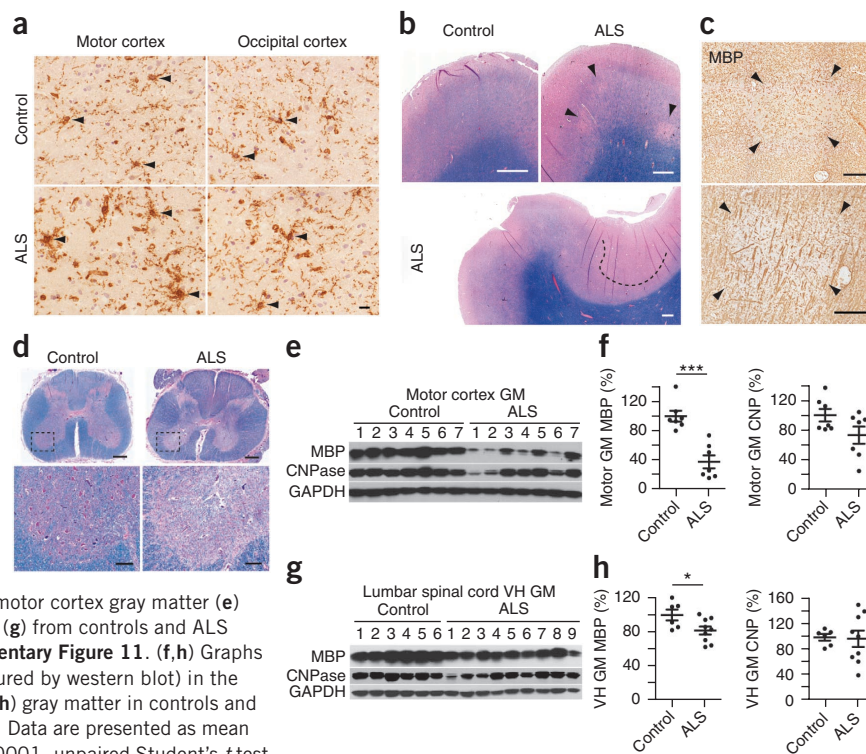 a
Motor cortex Occipital cortex
Control
ALS
b
Control ALS
ALS
c
MBP
d
Control ALS
e
Motor cortex GM
Control ALS
1 2 3 4 5 6 7 1 2 3 4 5 6 7
MBP
CNPase
GAPDH
f
***
Motor GM MBP (%)
120
80
40
0
Control ALS
Motor GM CNP (%)
120
80
40
0
Control ALS
g
Lumbar spinal cord VH GM
Control ALS
1 2 3 4 5 6 1 2 3 4 5 6 7 8 9
MBP
CNPase
GAPDH
h
*
VH GM MBP (%)
120
80
40
0
Control ALS
VH GM CNP (%)
160
120
80
40
0
Control ALS
motor cortex gray matter (e)
(g) from controls and ALS
entary Figure 11. (f,h) Graphs
ured by western blot) in the
h) gray matter in controls and
. Data are presented as mean
0001, unpaired Student's t test